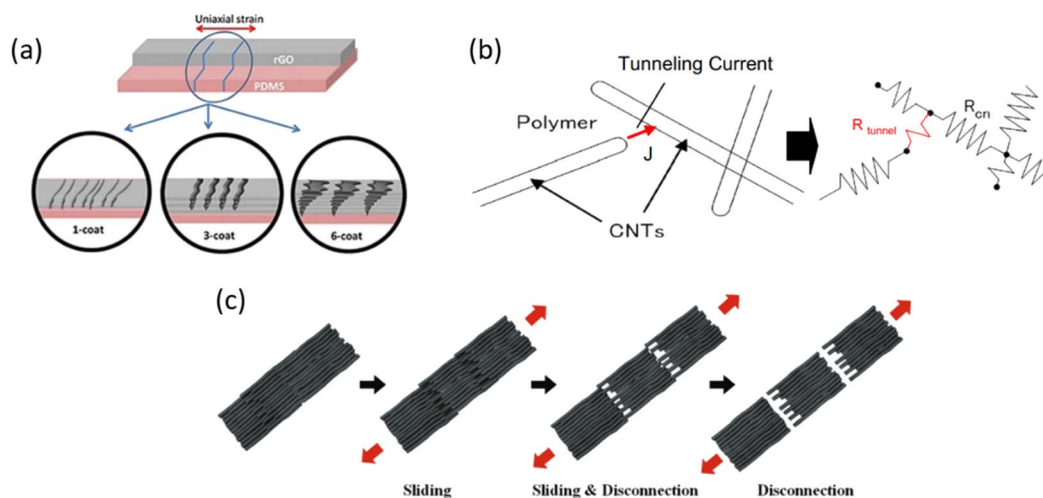 (a)
Uniaxial strain
rGO
PDMS
1-coat
3-coat
6-coat
(b)
Tunneling Current
Polymer
J
CNTs
R tunnel
Rcn
(c)
Sliding
Sliding & Disconnection
Disconnection